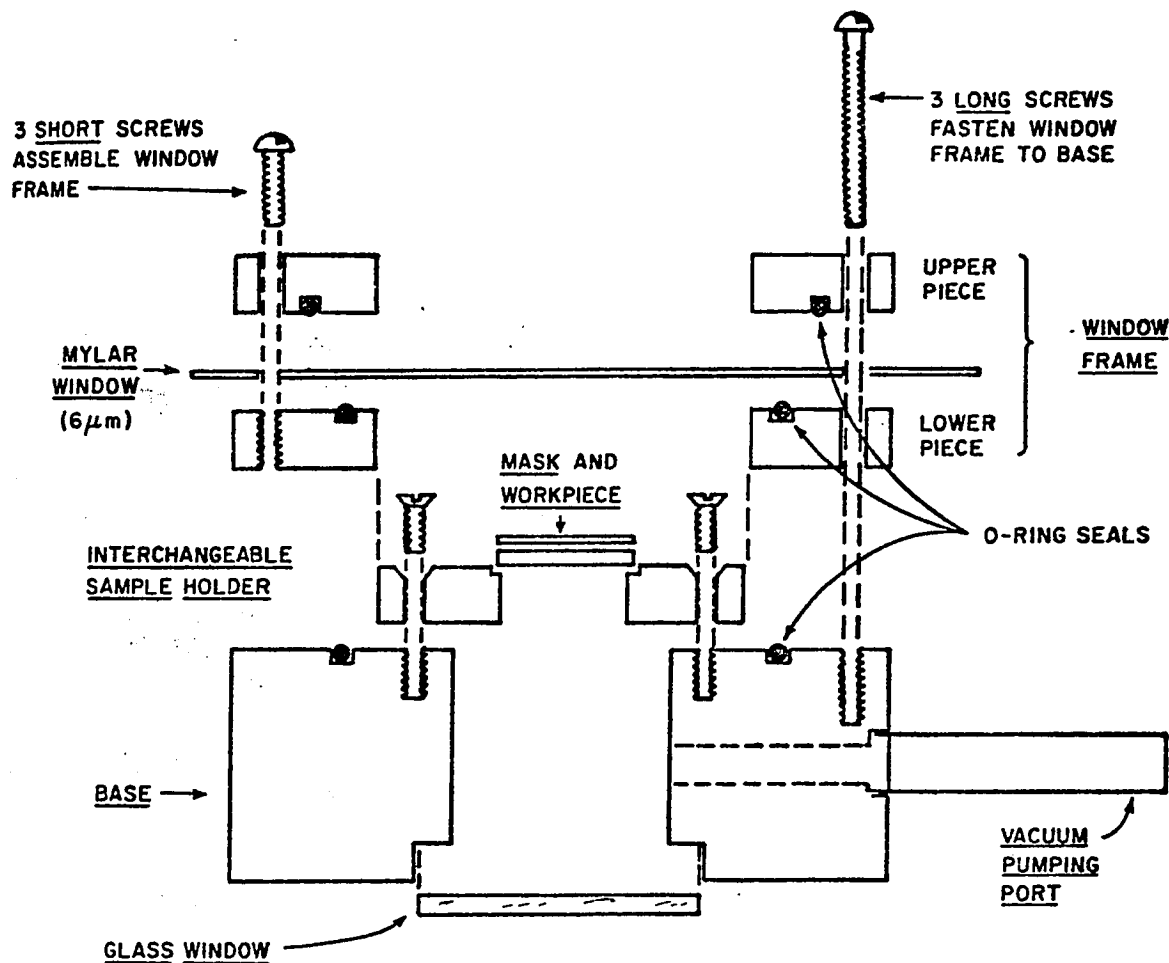 3 SHORT SCREWS
ASSEMBLE WINDOW
FRAME
3 LONG SCREWS
FASTEN WINDOW
FRAME TO BASE
UPPER
PIECE
WINDOW
FRAME
MYLAR
WINDOW
(6μm)
LOWER
PIECE
MASK AND
WORKPIECE
O-RING SEALS
INTERCHANGEABLE
SAMPLE HOLDER
BASE
VACUUM
PUMPING
PORT
GLASS WINDOW